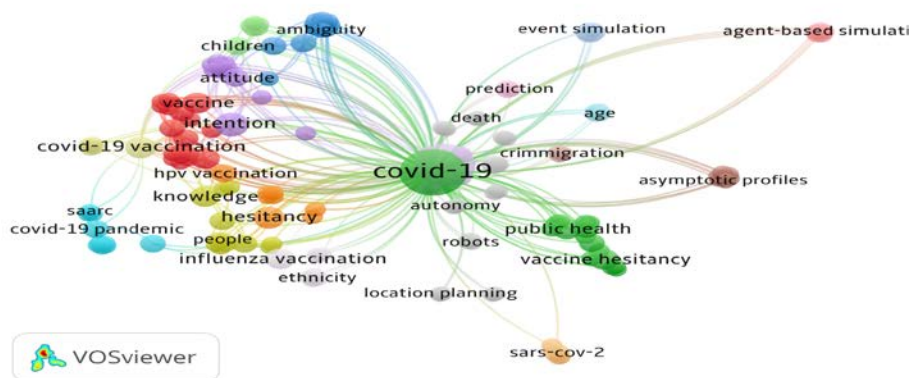 ambiguity
event simulation
agent-based simulati
children
attitude
prediction
vaccine
death
age
intention
covid-19 vaccination
crimmigration
covid-19
hpv vaccination
asymptotic profiles
knowledge
autonomy
saarc
hesitancy
covid-19 pandemic
public health
people
robots
influenza vaccination
vaccine hesitancy
ethnicity
location planning
sars-cov-2
VOSviewer